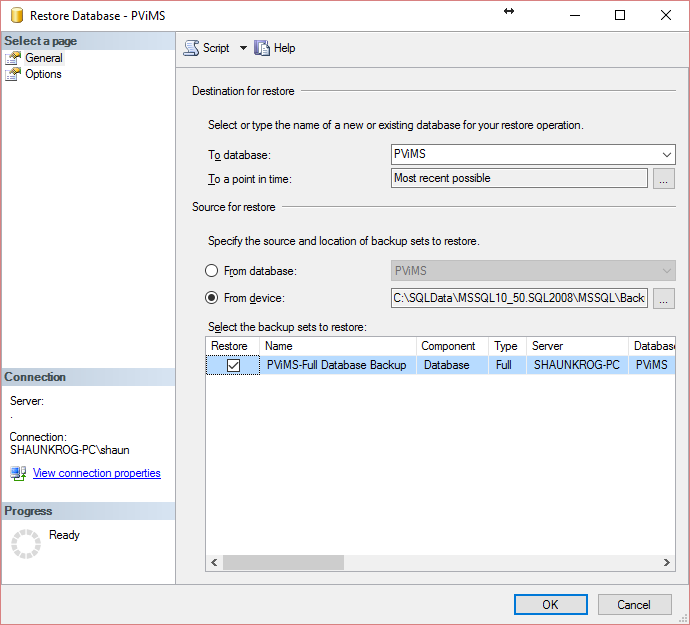 Restore Database - PViMS
Select a page
General
Options
Script Help
Destination for restore
Select or type the name of a new or existing database for your restore operation.
To database: PViMS
To a point in time: Most recent possible ...
Source for restore
Specify the source and location of backup sets to restore.
From database: PViMS
From device: C:\SQLData\MSSQL10_50.SQL2008\MSSQL\Back ...
Select the backup sets to restore:
Restore Name Component Type Server Database
PViMS-Full Database Backup Database Full SHAUNKROG-PC PViMS
Connection
Server:
.
Connection:
SHAUNKROG-PC\shaun
View connection properties
Progress
Ready
OK Cancel